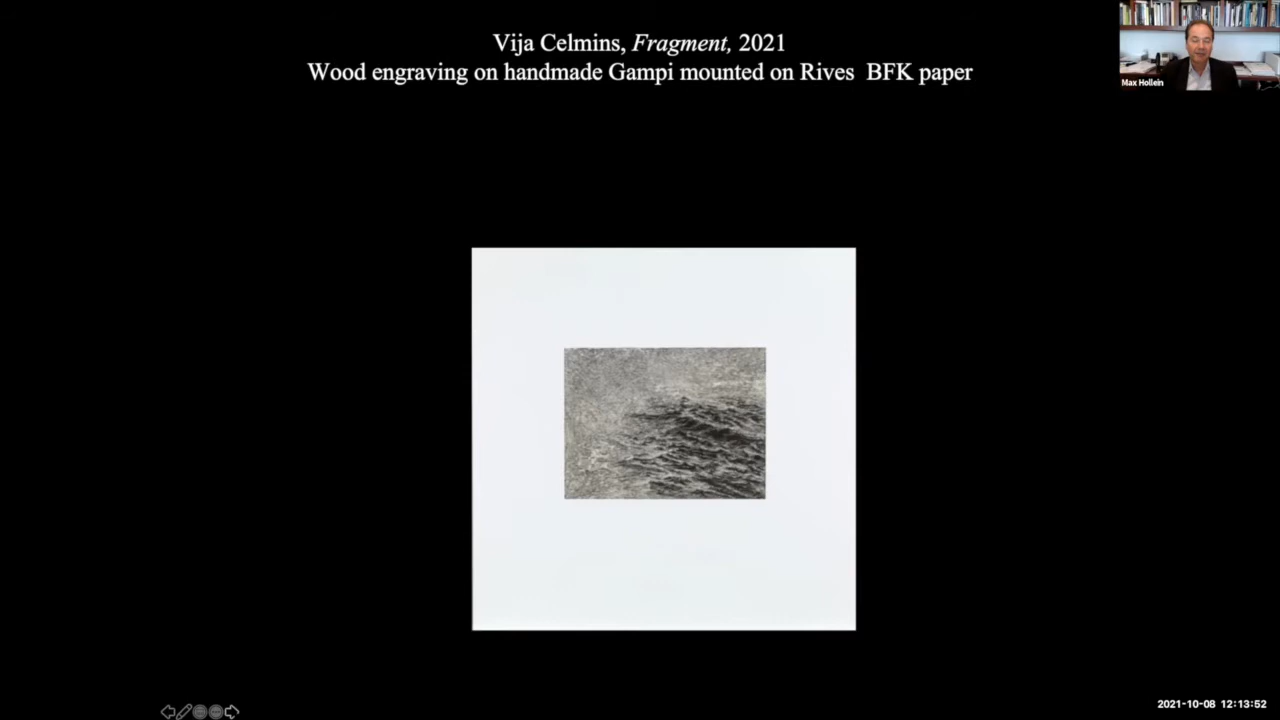 Vija Celmins, Fragment, 2021
Wood engraving on handmade Gampi mounted on Rives BFK paper
Max Hollein
2021-10-08 12:13:52